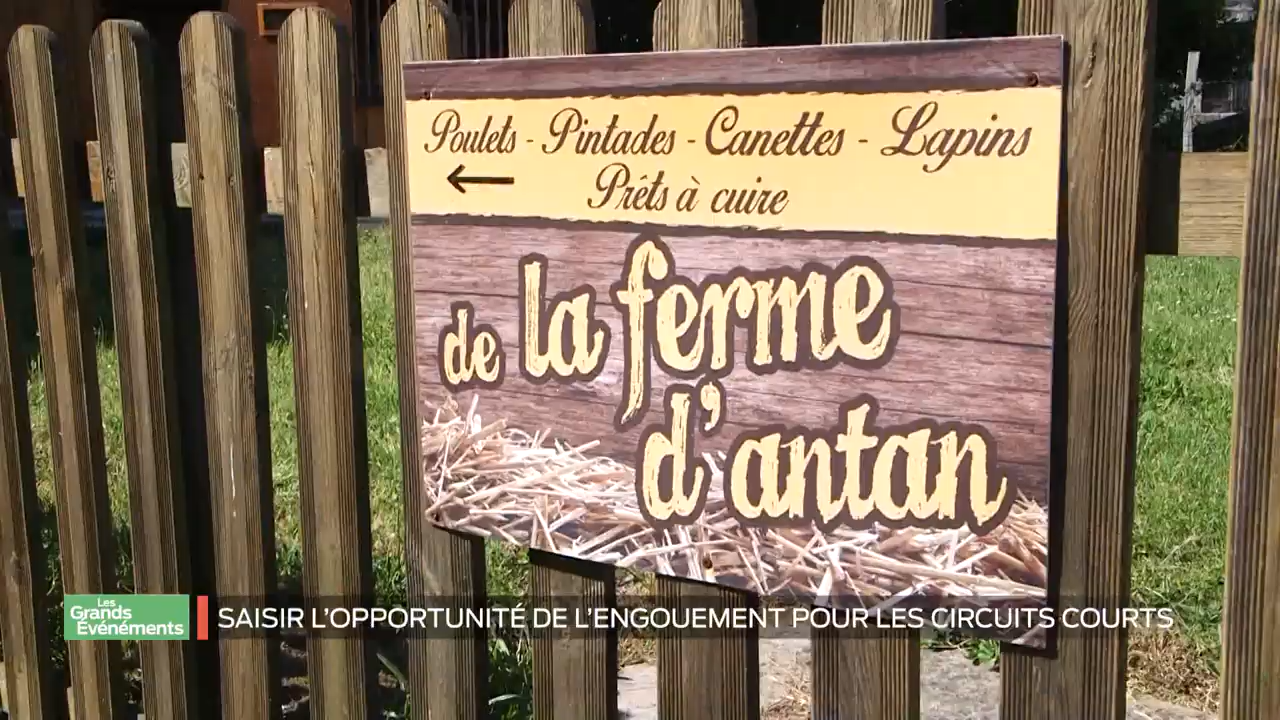 Poulets - Pintades - Canettes - Lapins
← Prêts à cuire
de la ferme
d'antan
Les
Grands
Evénéments
SAISIR L'OPPORTUNITÉ DE L'ENGOUEMENT POUR LES CIRCUITS COURTS